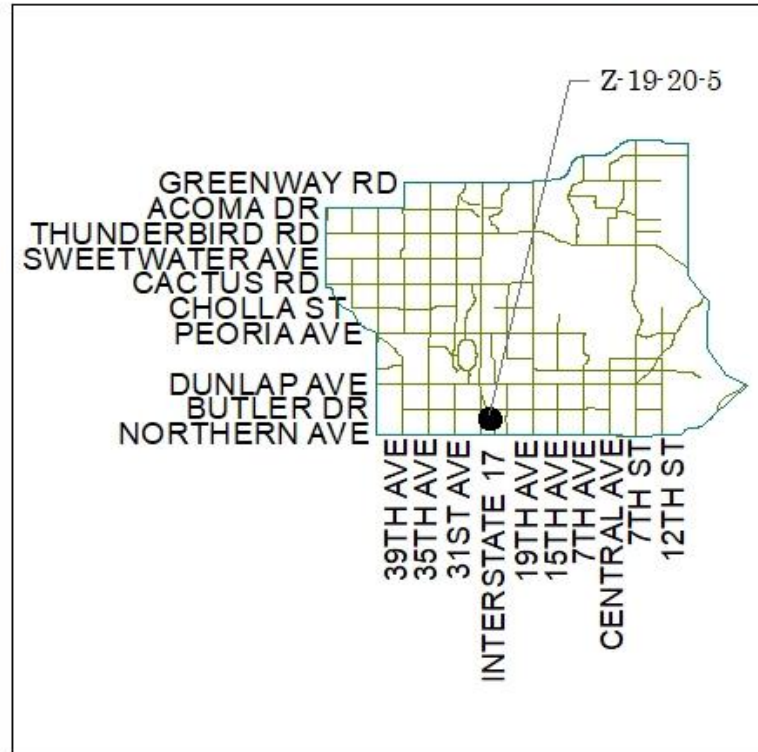 Z-19-20-5
GREENWAY RD
ACOMA DR
THUNDERBIRD RD
SWEETWATER AVE
CACTUS RD
CHOLLA ST
PEORIA AVE
DUNLAP AVE
BUTLER DR
NORTHERN AVE
39TH AVE
35TH AVE
31ST AVE
INTERSTATE 17
19TH AVE
15TH AVE
7TH AVE
CENTRAL AVE
7TH ST
12TH ST